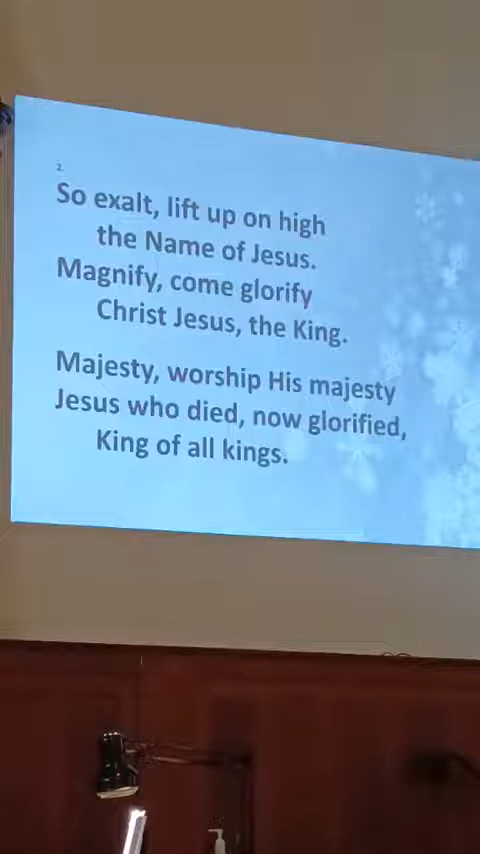 2.
So exalt, lift up on high
the Name of Jesus.
Magnify, come glorify
Christ Jesus, the King.
Majesty, worship His majesty
Jesus who died, now glorified,
King of all kings.